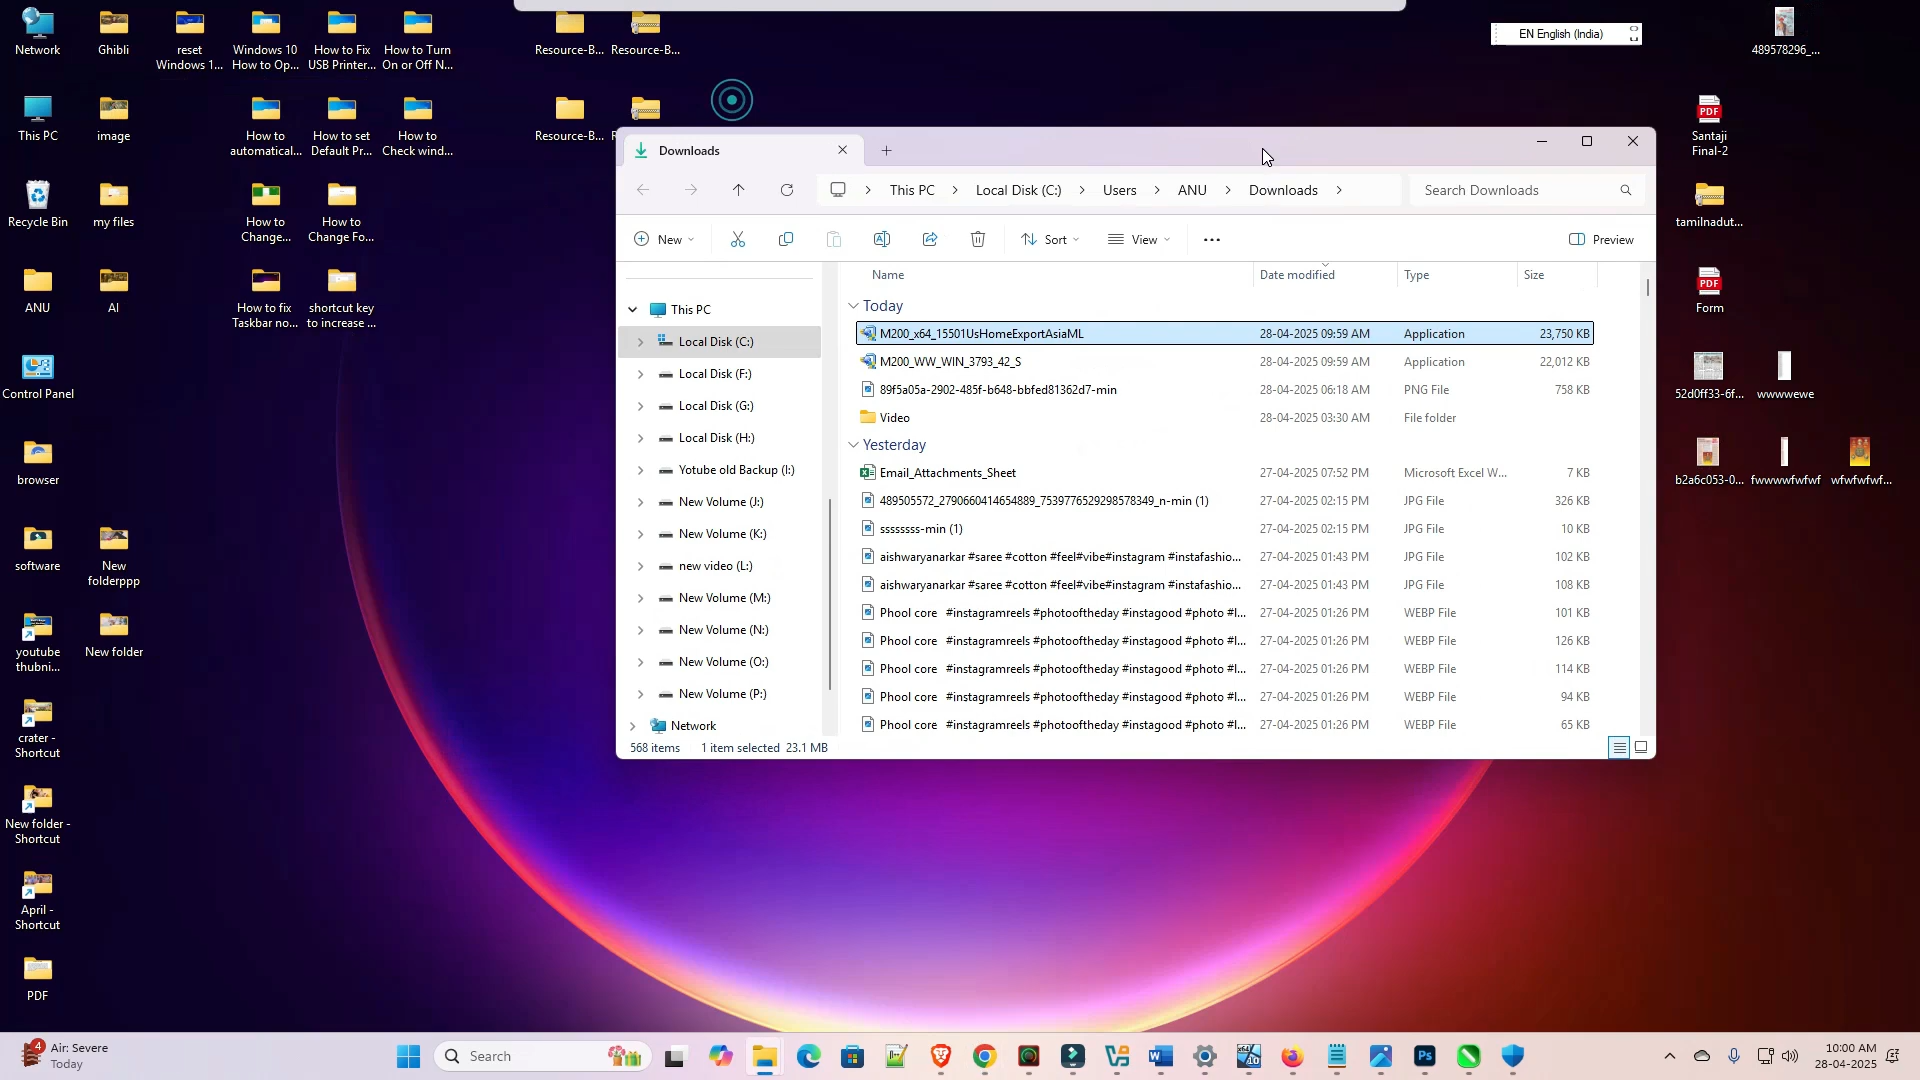 Network
Ghibli
reset
Windows 1...
Windows 10
How to Op...
How to Fix
USB Printer...
How to Turn
On or Off N...
Resource-B...
Resource-B...
EN English (India)
489578296_...
This PC
image
How to
automatical...
How to set
Default Pr...
How to
Check wind...
Resource-B...
PDF
Santaji
Final-2
Recycle Bin
my files
How to
Change...
How to
Change Fo...
tamilnadut...
ANU
AI
How to fix
Taskbar no...
shortcut key
to increase ...
PDF
Form
Control Panel
52d0ff33-6f...
wwwwewe
browser
b2a6c053-0...
fwwwwfwfwf
wfwfwfwf...
software
New
folderppp
youtube
thubni...
New folder
crater -
Shortcut
New folder -
Shortcut
April -
Shortcut
PDF
Downloads
This PC
Local Disk (C:)
Users
ANU
Downloads
Search Downloads
New
Sort
View
Preview
Name
Date modified
Type
Size
This PC
Local Disk (C:)
Local Disk (F:)
Local Disk (G:)
Local Disk (H:)
Yotube old Backup (I:)
New Volume (J:)
New Volume (K:)
new video (L:)
New Volume (M:)
New Volume (N:)
New Volume (O:)
New Volume (P:)
Network
Today
M200_x64_15501UsHomeExportAsiaML 28-04-2025 09:59 AM Application 23,750 KB
M200_WW_WIN_3793_42_S 28-04-2025 09:59 AM Application 22,012 KB
89f5a05a-2902-485f-b648-bbfed81362d7-min 28-04-2025 06:18 AM PNG File 758 KB
Video 28-04-2025 03:30 AM File folder
Yesterday
Email_Attachments_Sheet 27-04-2025 07:52 PM Microsoft Excel W... 7 KB
489505572_2790660414654889_7539776529298578349_n-min (1) 27-04-2025 02:15 PM JPG File 326 KB
ssssssss-min (1) 27-04-2025 02:15 PM JPG File 10 KB
aishwaryanarkar #saree #cotton #feel#vibe#instagram #instafashio... 27-04-2025 01:43 PM JPG File 102 KB
aishwaryanarkar #saree #cotton #feel#vibe#instagram #instafashio... 27-04-2025 01:43 PM JPG File 108 KB
Phool core #instagramreels #photooftheday #instagood #photo #l... 27-04-2025 01:26 PM WEBP File 101 KB
Phool core #instagramreels #photooftheday #instagood #photo #l... 27-04-2025 01:26 PM WEBP File 126 KB
Phool core #instagramreels #photooftheday #instagood #photo #l... 27-04-2025 01:26 PM WEBP File 114 KB
Phool core #instagramreels #photooftheday #instagood #photo #l... 27-04-2025 01:26 PM WEBP File 94 KB
Phool core #instagramreels #photooftheday #instagood #photo #l... 27-04-2025 01:26 PM WEBP File 65 KB
568 items 1 item selected 23.1 MB
4
Air: Severe
Today
Search
10:00 AM
28-04-2025